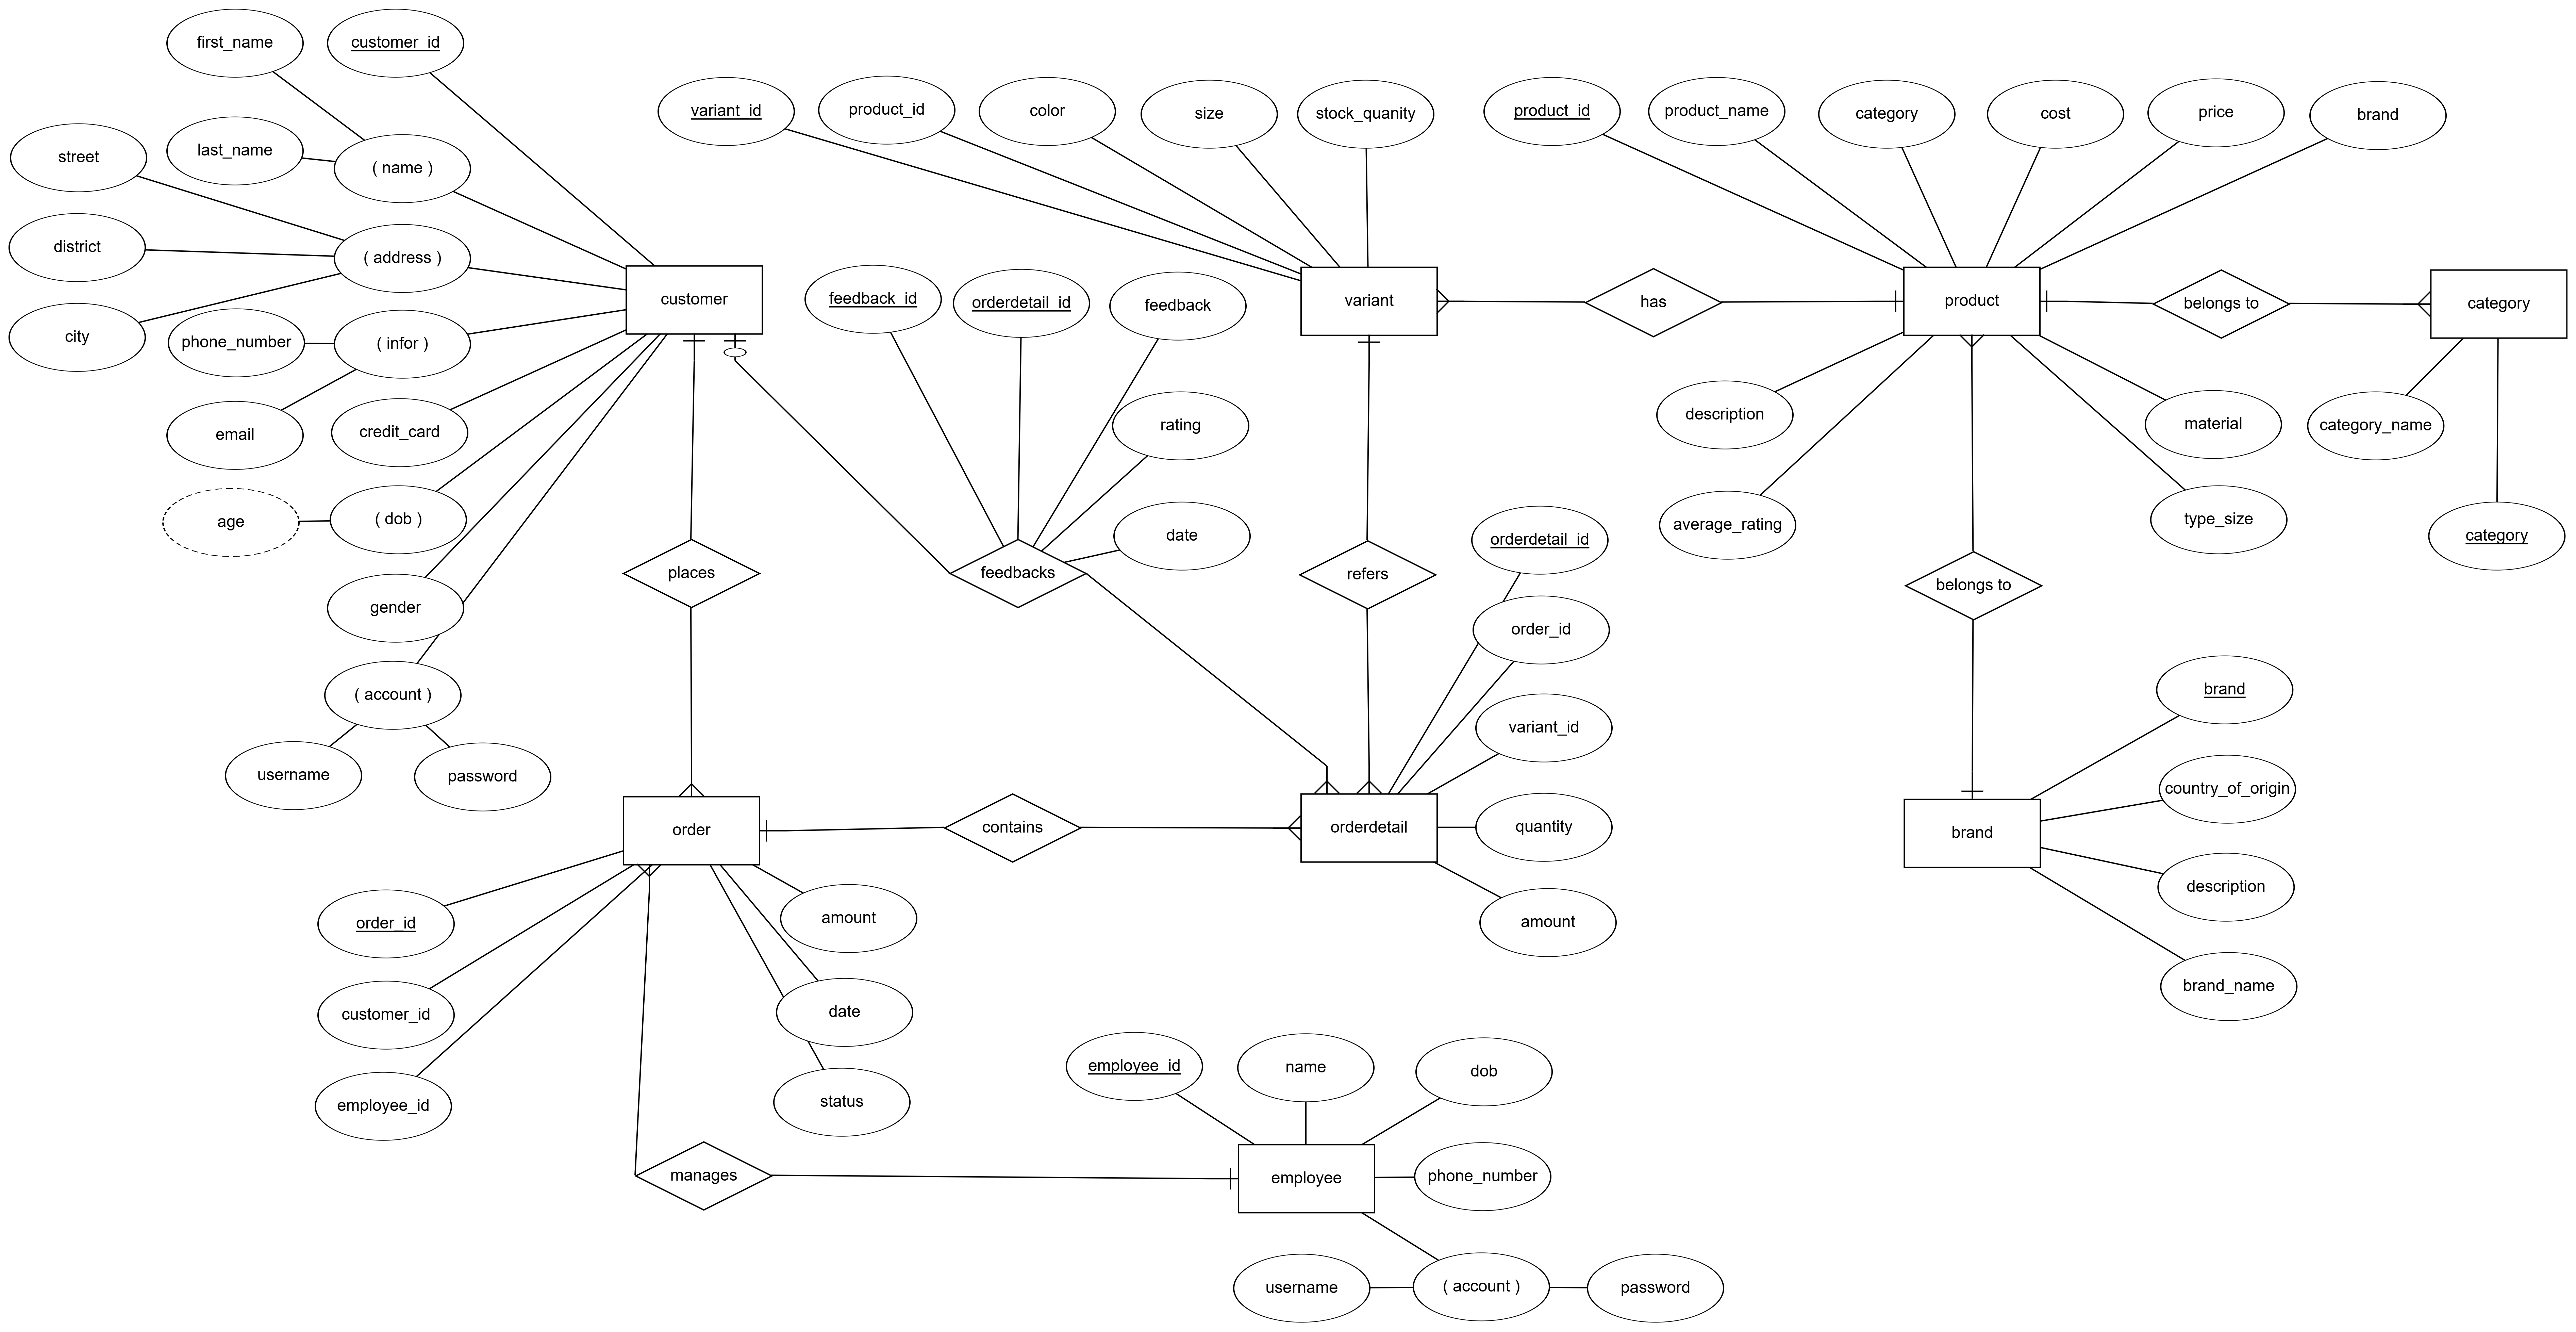 first_name
customer_id
variant_id
product_id
color
size
stock_quanity
product_id
product_name
category
cost
price
brand
street
last_name
( name )
district
( address )
city
phone_number
( infor )
customer
feedback_id
orderdetail_id
feedback
variant
has
product
belongs to
category
email
credit_card
rating
description
material
category_name
age
( dob )
date
orderdetail_id
average_rating
type_size
category
gender
places
feedbacks
refers
order_id
belongs to
( account )
variant_id
brand
username
password
order
contains
orderdetail
quantity
brand
country_of_origin
description
order_id
amount
amount
customer_id
date
brand_name
employee_id
status
employee_id
name
dob
manages
employee
phone_number
username
( account )
password